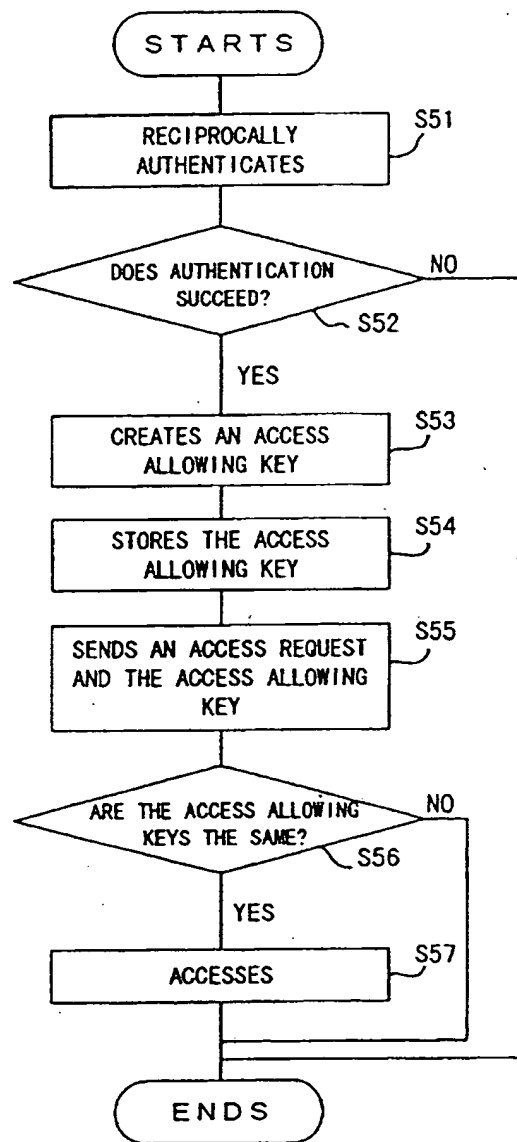 STARTS
S51
RECIPROCALLY
AUTHENTICATES
DOES AUTHENTICATION
SUCCEED?
NO
S52
YES
S53
CREATES AN ACCESS
ALLOWING KEY
S54
STORES THE ACCESS
ALLOWING KEY
S55
SENDS AN ACCESS REQUEST
AND THE ACCESS ALLOWING
KEY
ARE THE ACCESS ALLOWING
KEYS THE SAME?
NO
S56
YES
S57
ACCESSES
ENDS